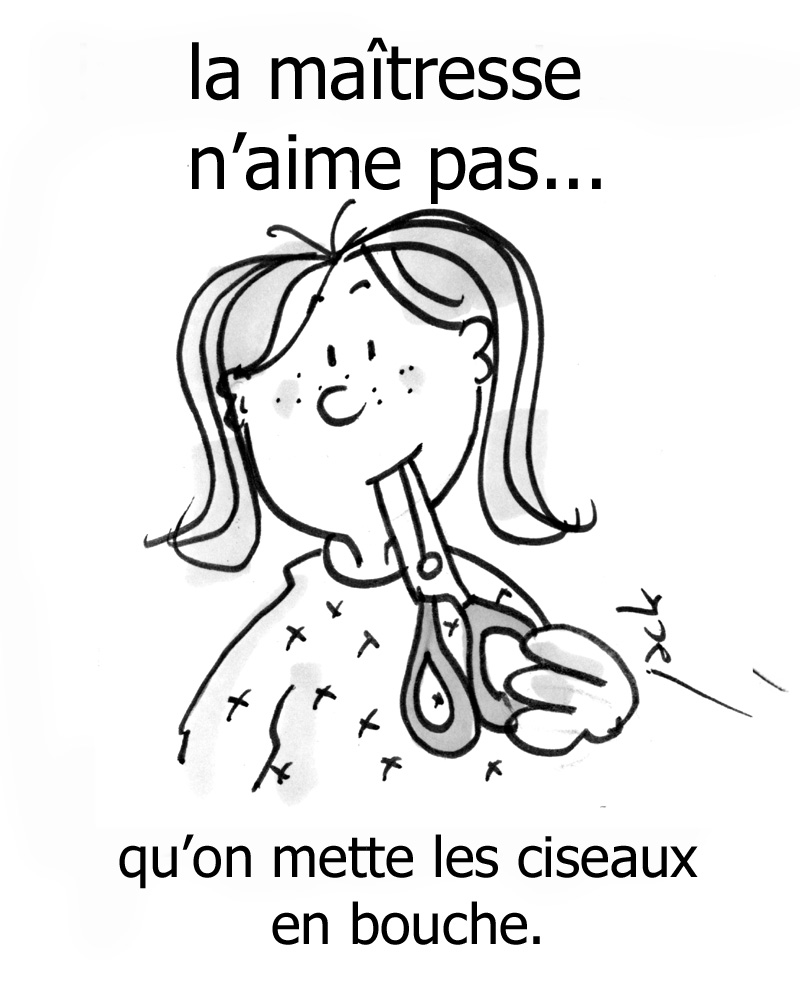 la maîtresse
n’aime pas...
qu’on mette les ciseaux
en bouche.